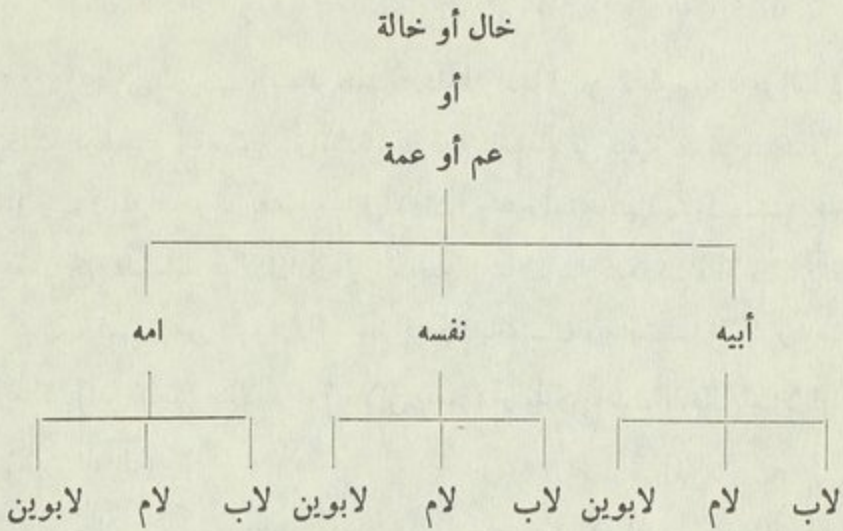 خال أو خالة
أو
عم أو عمة
أبيه نفسه امه
لاب لام لابوين لاب لام لابوين لاب لام لابوين